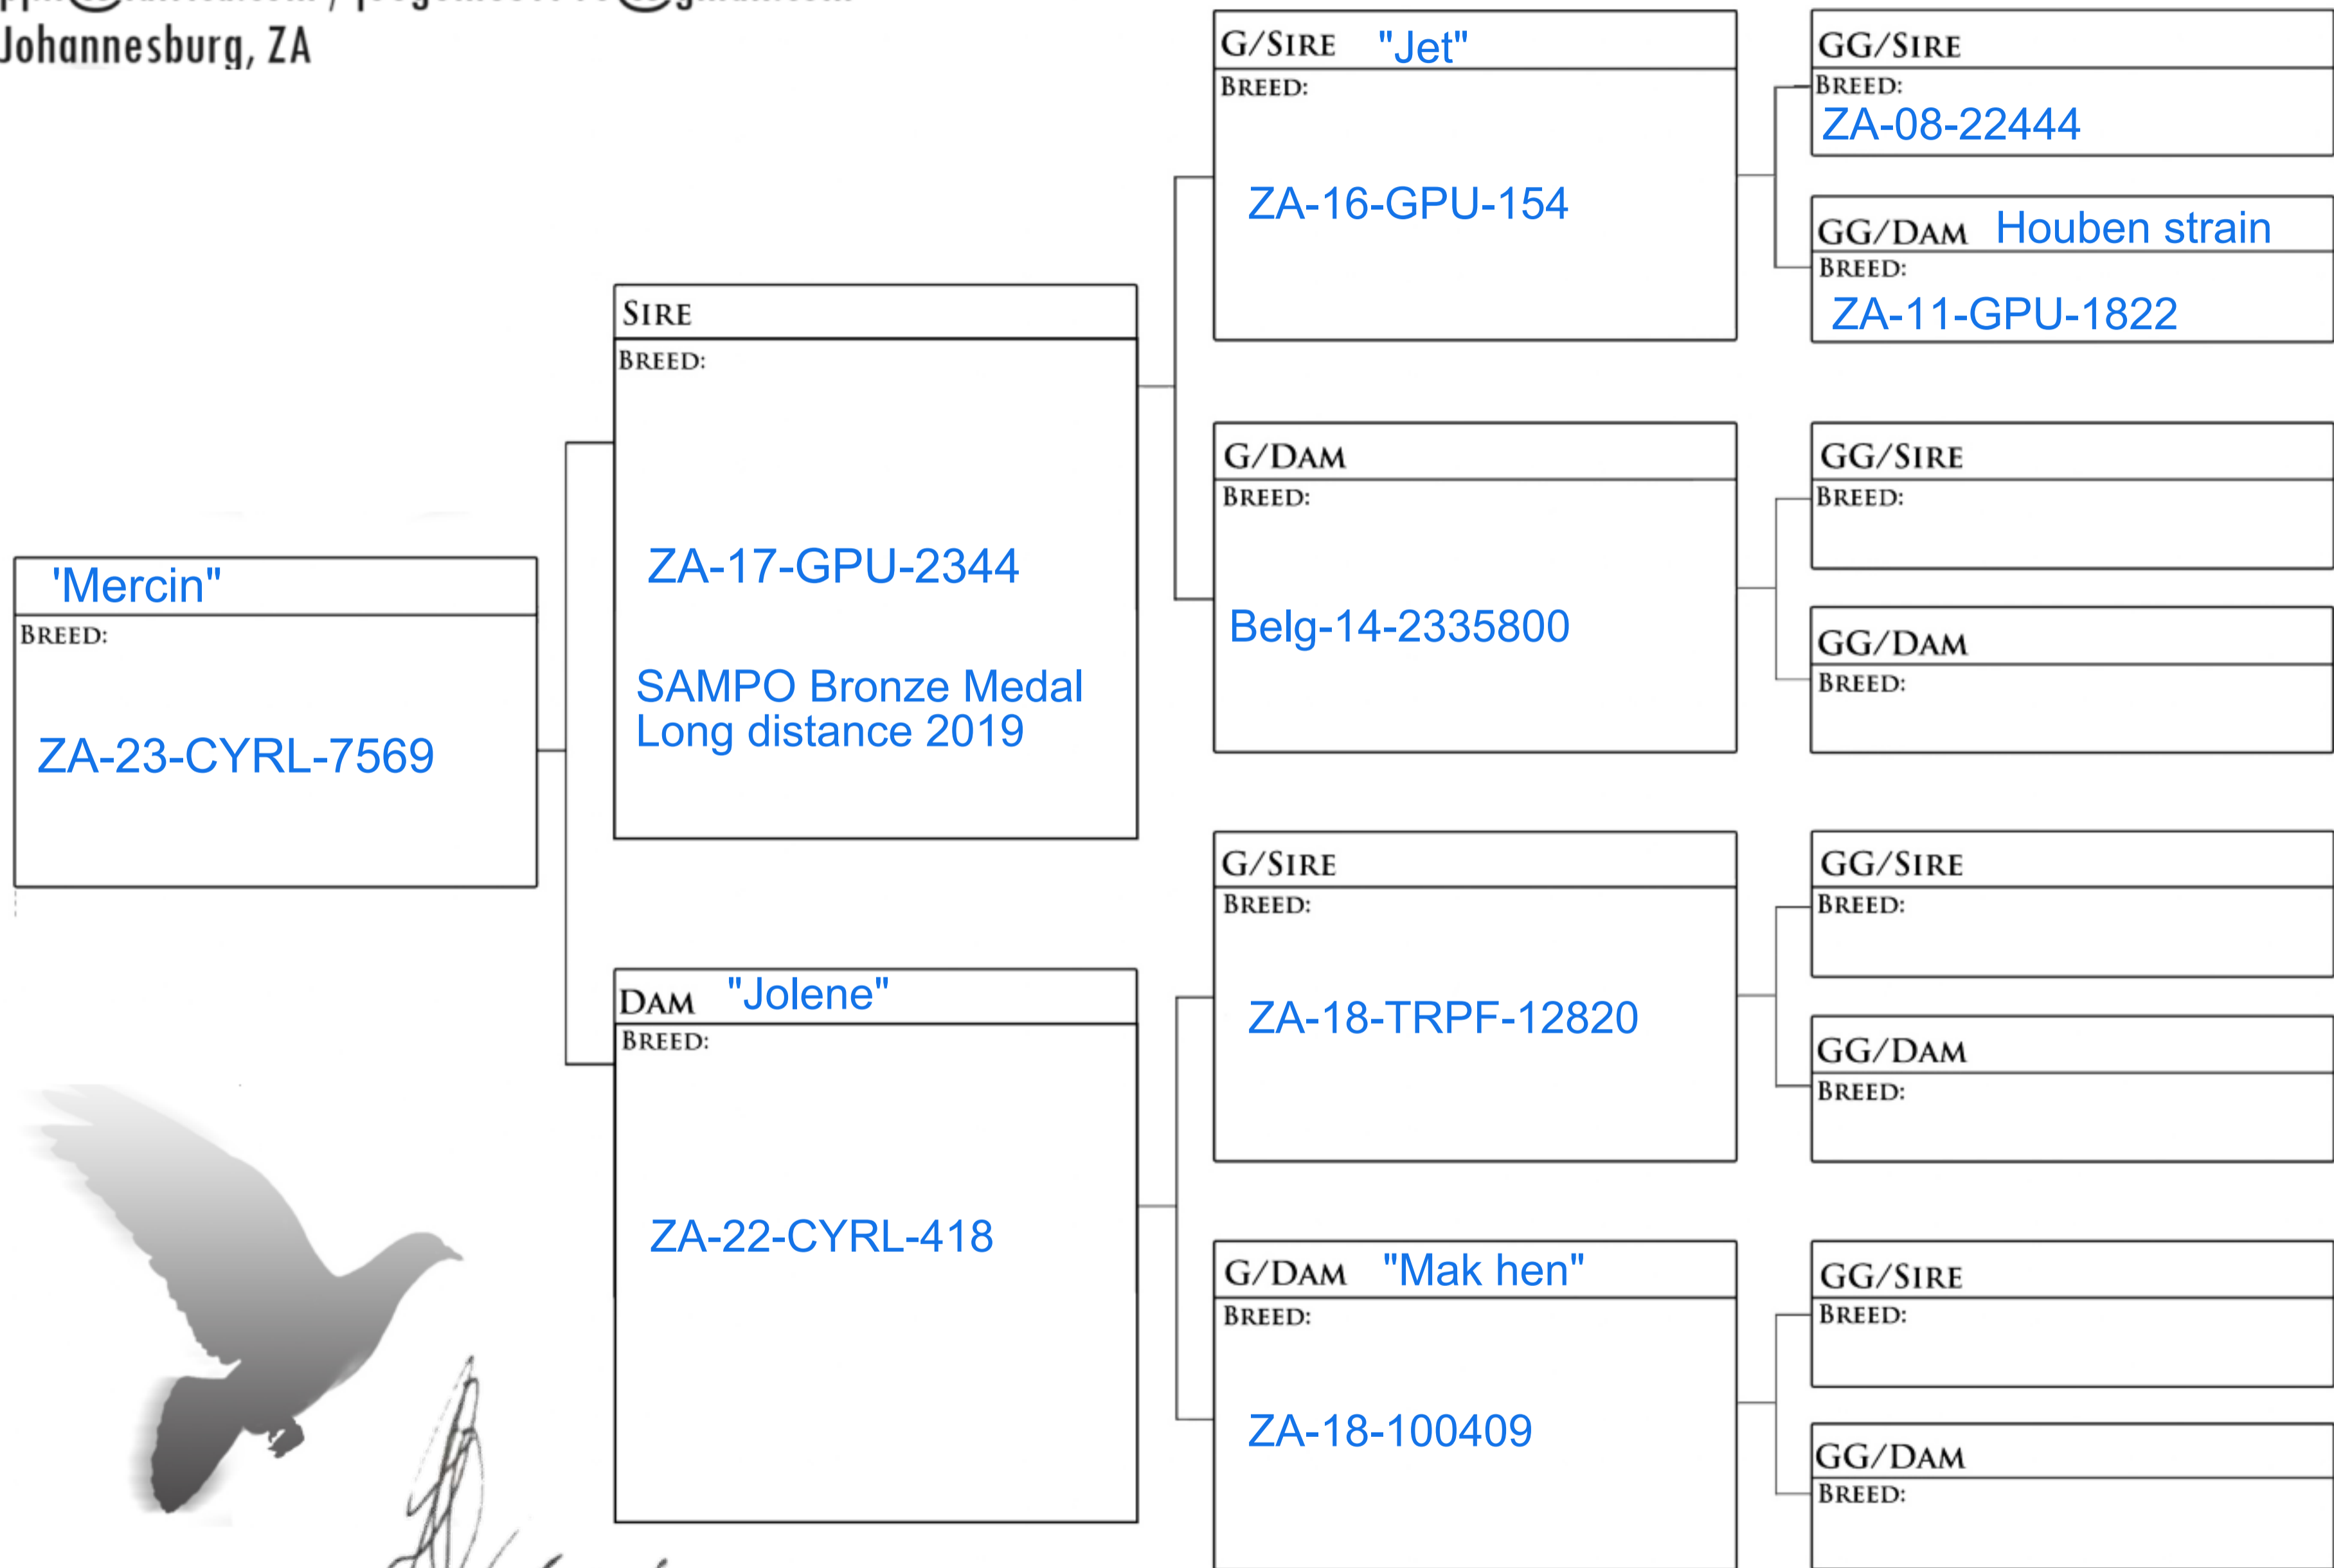 Johannesburg, ZA
'Mercin"
BREED:
ZA-23-CYRL-7569
SIRE
BREED:
ZA-17-GPU-2344
SAMPO Bronze Medal
Long distance 2019
DAM "Jolene"
BREED:
ZA-22-CYRL-418
G/SIRE "Jet"
BREED:
ZA-16-GPU-154
G/DAM
BREED:
Belg-14-2335800
G/SIRE
BREED:
ZA-18-TRPF-12820
G/DAM "Mak hen"
BREED:
ZA-18-100409
GG/SIRE
BREED:
ZA-08-22444
GG/DAM Houben strain
BREED:
ZA-11-GPU-1822
GG/SIRE
BREED:
GG/DAM
BREED:
GG/SIRE
BREED:
GG/DAM
BREED:
GG/SIRE
BREED:
GG/DAM
BREED: